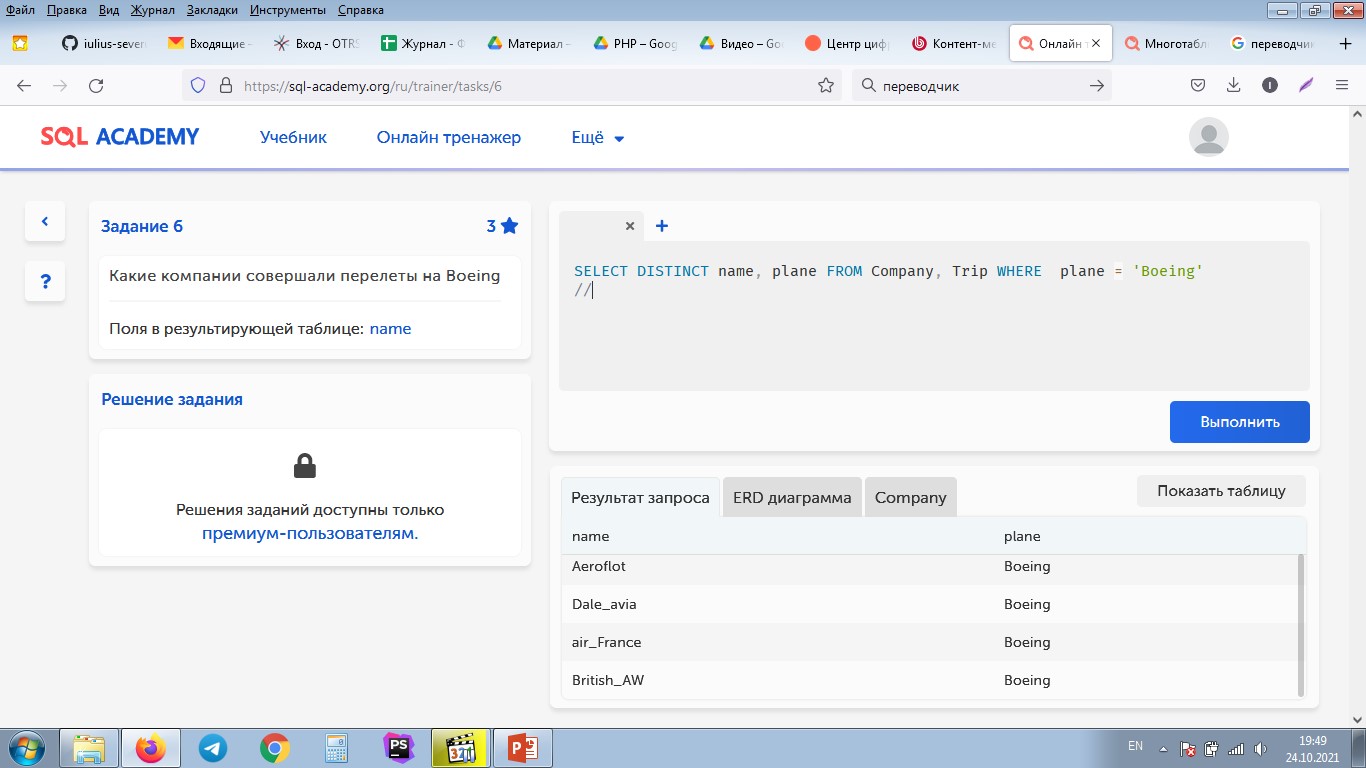 Файл Правка Вид Журнал Закладки Инструменты Справка
iulius-seven
Входящие –
Вход - OTRS
Журнал - Ф
Материал –
PHP – Goog
Видео – Go
Центр циф
Контент-ме
Онлайн т
Многотабл
переводчи
https://sql-academy.org/ru/trainer/tasks/6
переводчик
SQL ACADEMY
Учебник
Онлайн тренажер
Ещё
Задание 6
3
Какие компании совершали перелеты на Boeing
Поля в результирующей таблице: name
?
Решение задания
Решения заданий доступны только
премиум-пользователям.
SELECT DISTINCT name, plane FROM Company, Trip WHERE  plane = 'Boeing'
//
Выполнить
Результат запроса
ERD диаграмма
Company
Показать таблицу
name plane
Aeroflot Boeing
Dale_avia Boeing
air_France Boeing
British_AW Boeing
PS
321
P
EN
19:49
24.10.2021